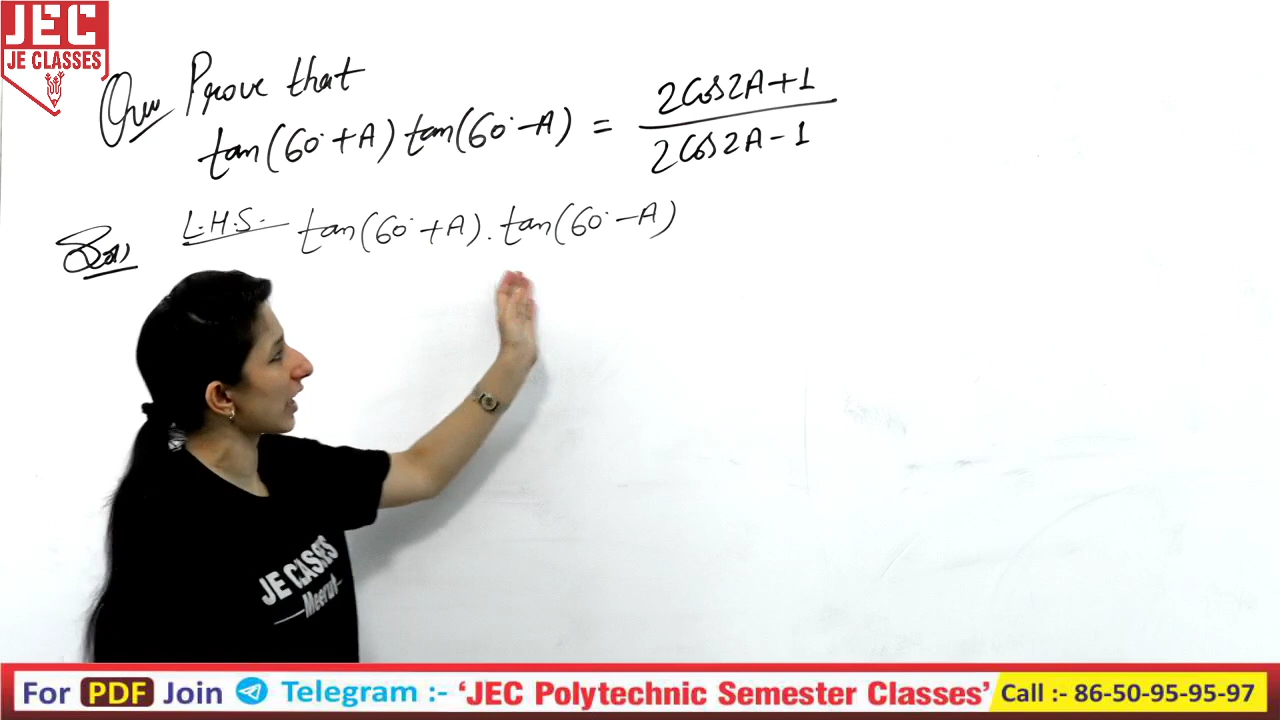 JEC
JE CLASSES
Que Prove that
tan(60°+A) tan(60°-A) = 2Cos2A+1
2Cos2A-1
Soln L.H.S.- tan(60°+A).tan(60°-A)
JE CLASSES
Meerut
For PDF Join Telegram :- ‘JEC Polytechnic Semester Classes’ Call :- 86-50-95-95-97